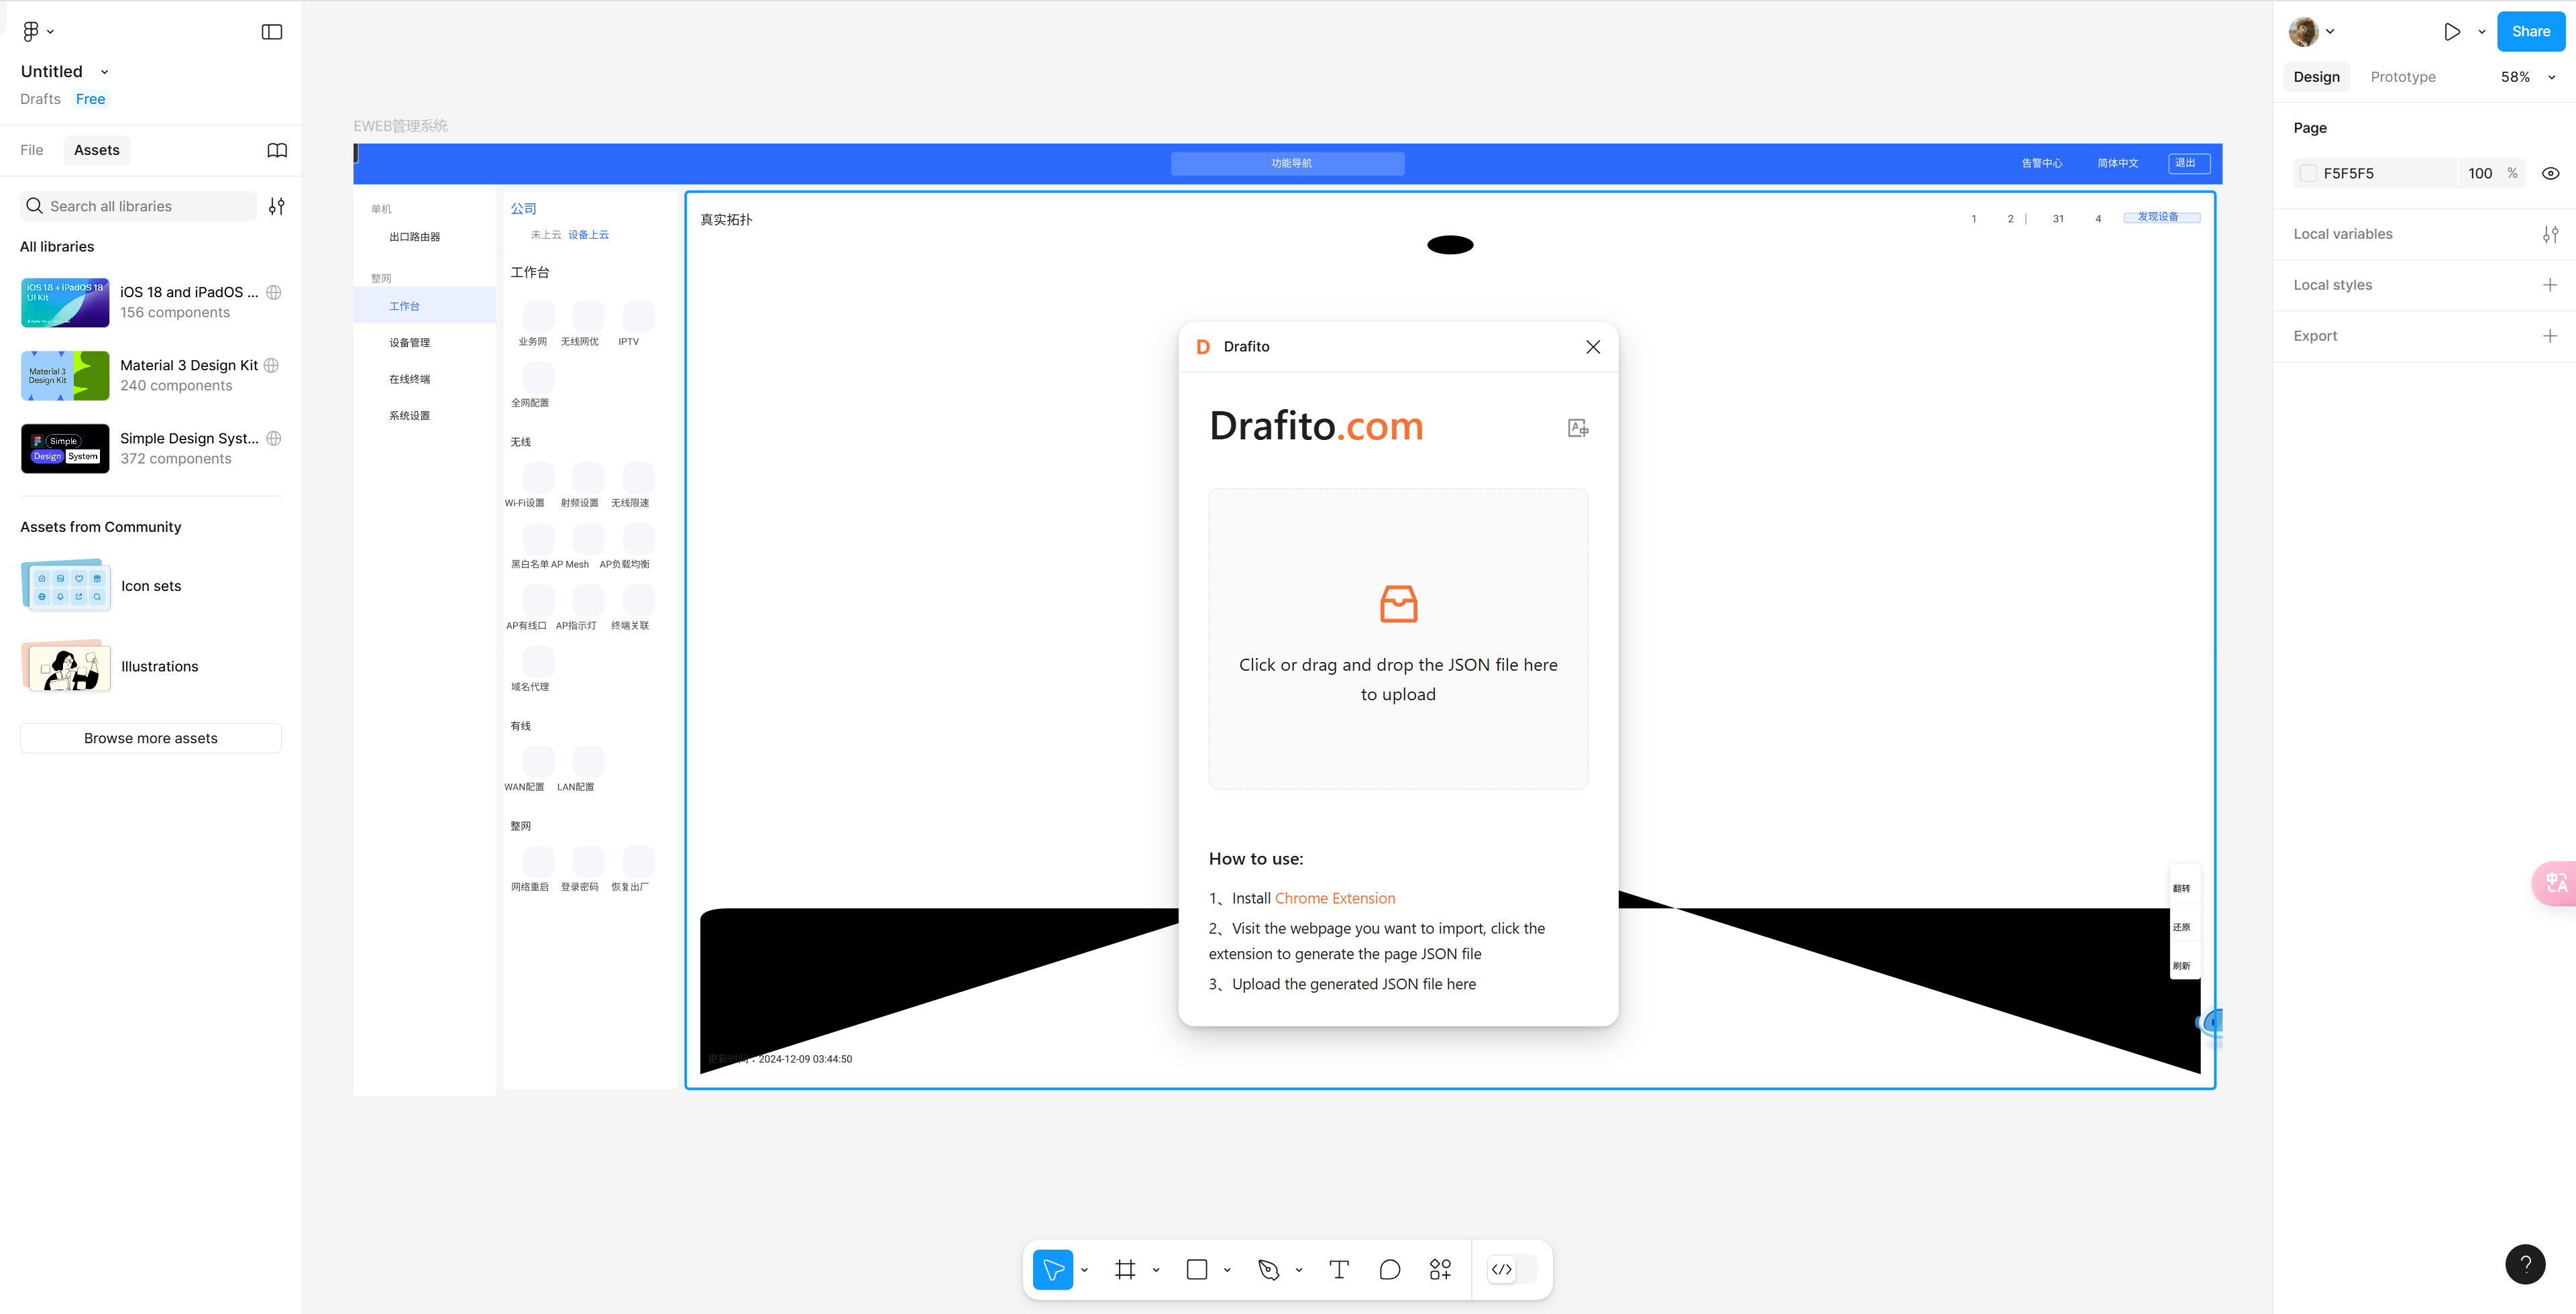 Untitled
Drafts Free
File Assets
Search all libraries
All libraries
iOS 18 + iPadOS 18
UI Kit
iOS 18 and iPadOS ...
156 components
Material 3
Design Kit
Material 3 Design Kit
240 components
Simple
Design System
Simple Design Syst...
372 components
Assets from Community
Icon sets
Illustrations
Browse more assets
EWEB管理系统
功能导航
告警中心 简体中文 退出
单机
出口路由器
整网
工作台
设备管理
在线终端
系统设置
公司
未上云 设备上云
工作台
业务网 无线网优 IPTV
全网配置
无线
Wi-Fi设置 射频设置 无线限速
黑白名单 AP Mesh AP负载均衡
AP有线口 AP指示灯 终端关联
域名代理
有线
WAN配置 LAN配置
整网
网络重启 登录密码 恢复出厂
真实拓扑
1 2 | 31 4 发现设备
D Drafito
Drafito.com
Click or drag and drop the JSON file here
to upload
How to use:
1、Install Chrome Extension
2、Visit the webpage you want to import, click the
extension to generate the page JSON file
3、Upload the generated JSON file here
翻转
还原
刷新
更新时间：2024-12-09 03:44:50
Share
Design Prototype 58%
Page
F5F5F5 100 %
Local variables
Local styles
Export
中A
?